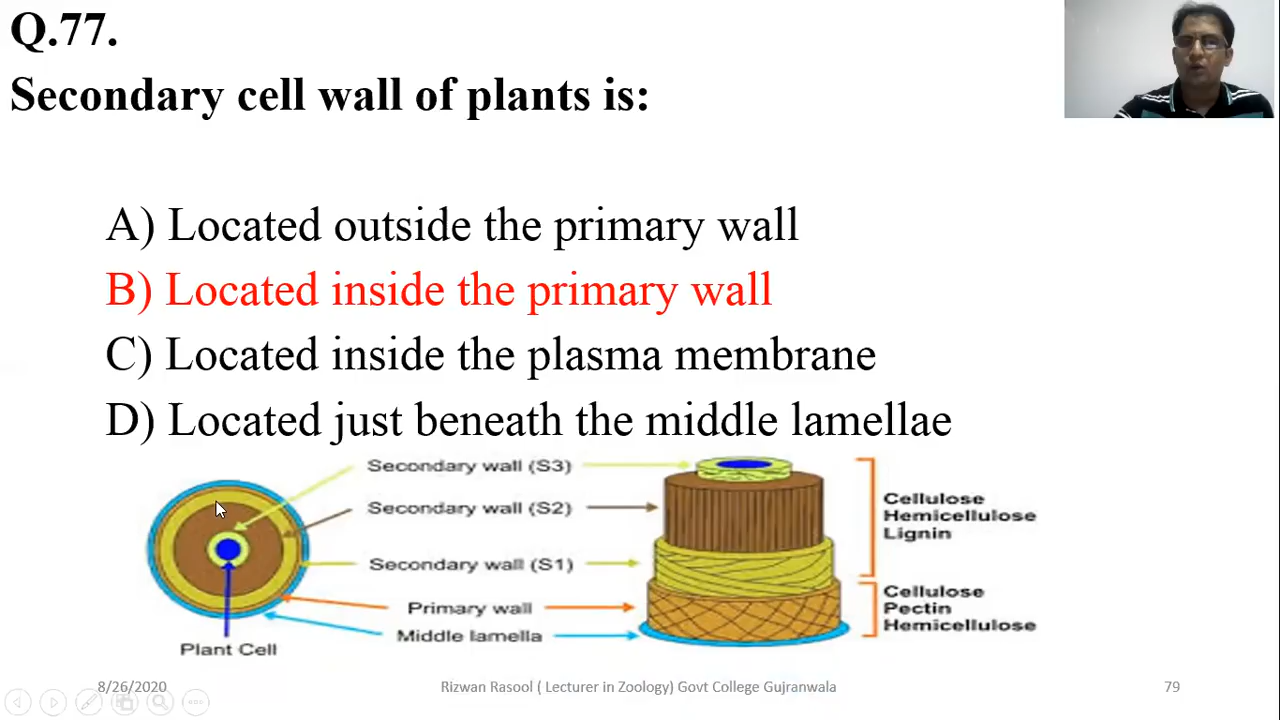 Q.77.
Secondary cell wall of plants is:
A) Located outside the primary wall
B) Located inside the primary wall
C) Located inside the plasma membrane
D) Located just beneath the middle lamellae
Secondary wall (S3)
Secondary wall (S2)
Secondary wall (S1)
Primary wall
Middle lamella
Plant Cell
Cellulose
Hemicellulose
Lignin
Cellulose
Pectin
Hemicellulose
8/26/2020
Rizwan Rasool ( Lecturer in Zoology) Govt College Gujranwala
79